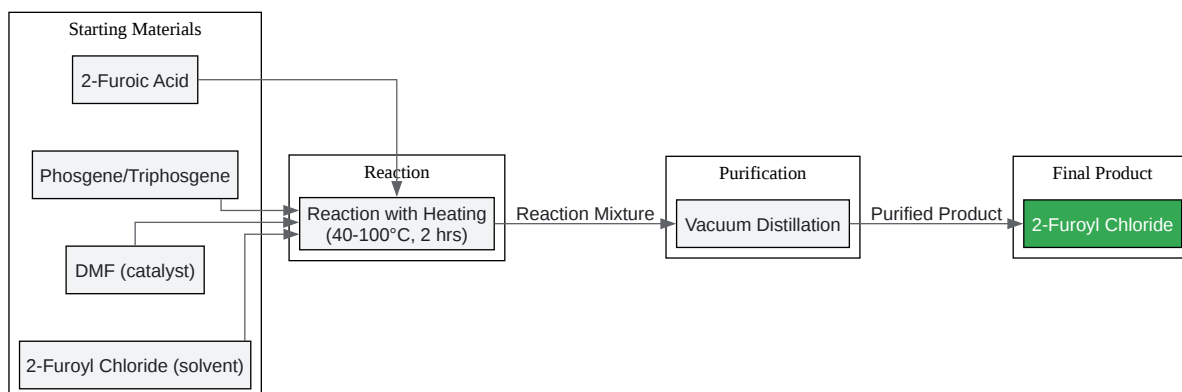 Starting Materials
2-Furoic Acid
Phosgene/Triphosgene
DMF (catalyst)
2-Furoyl Chloride (solvent)
Reaction
Reaction with Heating
(40-100°C, 2 hrs)
Reaction Mixture
Purification
Vacuum Distillation
Purified Product
Final Product
2-Furoyl Chloride